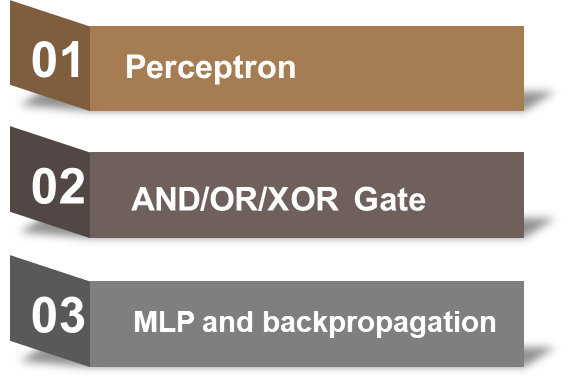 01 Perceptron
02 AND/OR/XOR Gate
03 MLP and backpropagation